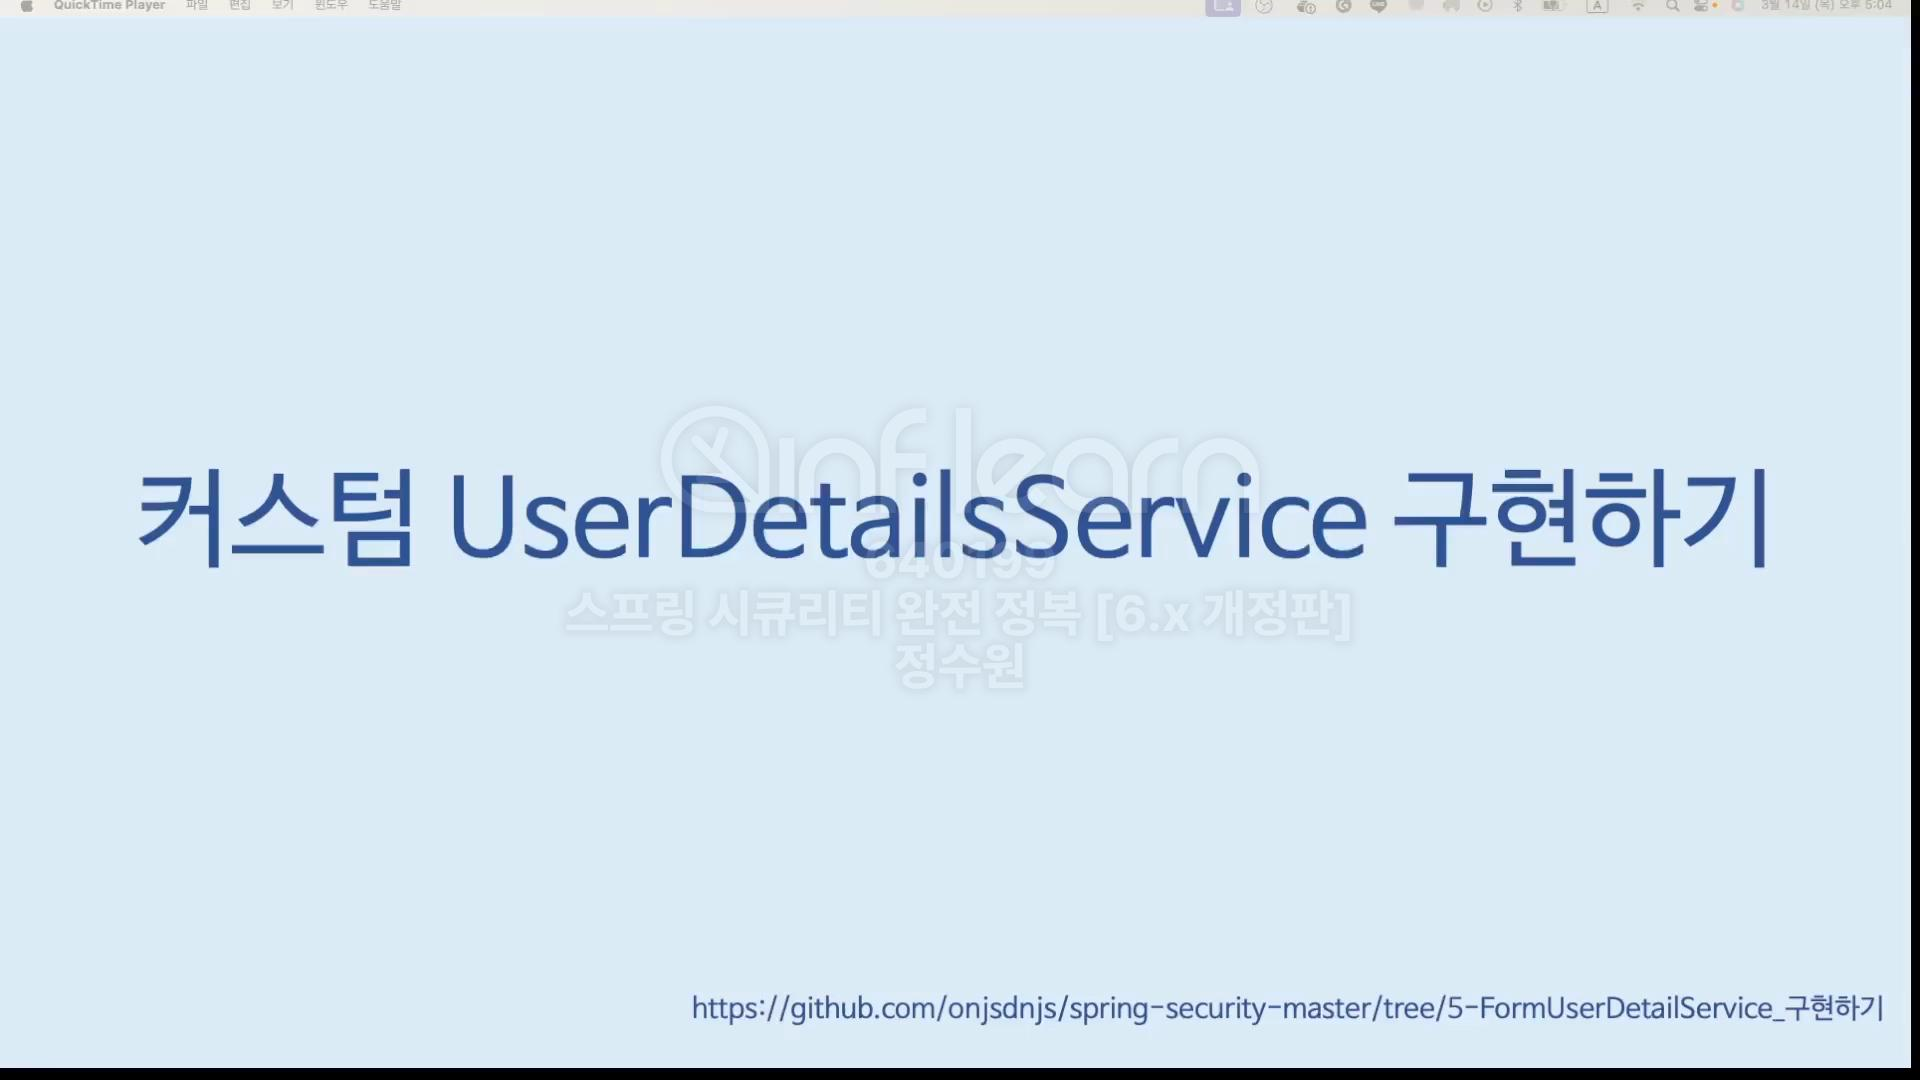 QuickTime Player 파일 편집 보기 윈도우 도움말
A 3월 14일 (목) 오후 5:04
inflearn
커스텀 UserDetailsService 구현하기
640199
스프링 시큐리티 완전 정복 [6.x 개정판]
정수원
https://github.com/onjsdnjs/spring-security-master/tree/5-FormUserDetailService_구현하기